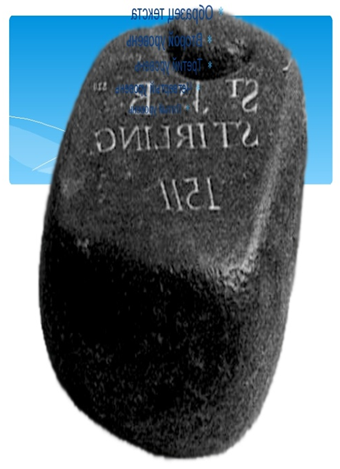 Образец текста
Второй уровень
Третий уровень
ST J B
STIRLING
1511